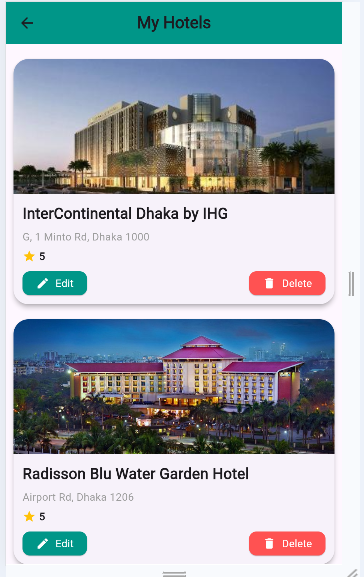 My Hotels
InterContinental Dhaka by IHG
G, 1 Minto Rd, Dhaka 1000
5
Edit
Delete
Radisson Blu Water Garden Hotel
Airport Rd, Dhaka 1206
5
Edit
Delete